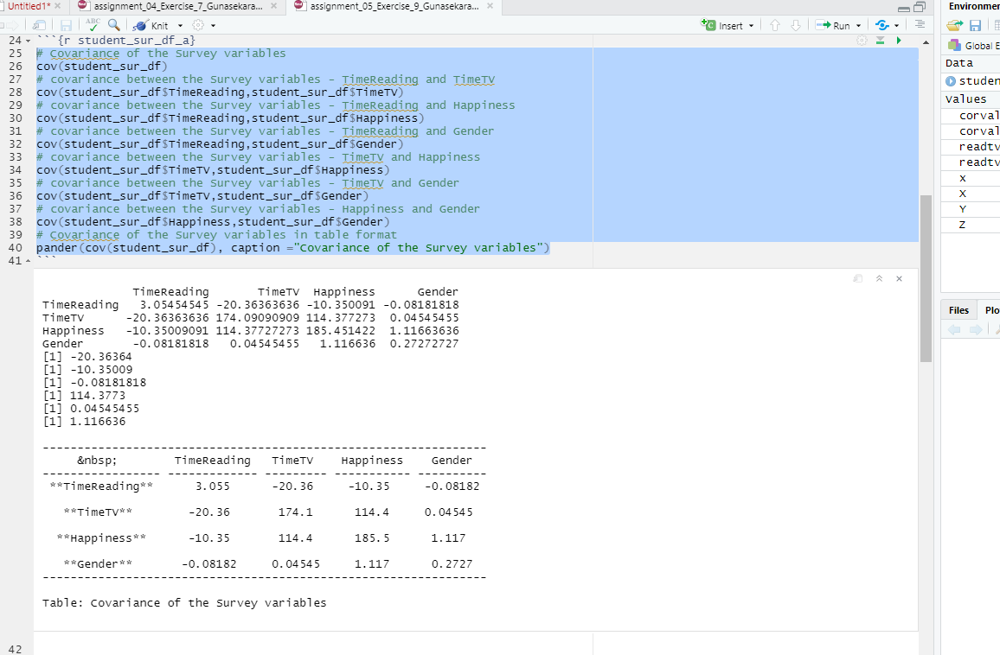 Untitled1* × assignment_04_Exercise_7_Gunasekara... × assignment_05_Exercise_9_Gunasekara... × Environmen
ABC Knit Insert Run
24 ```{r student_sur_df_a}
25 # Covariance of the Survey variables Global E
26 cov(student_sur_df) Data
27 # covariance between the Survey variables - TimeReading and TimeTV studen
28 cov(student_sur_df$TimeReading,student_sur_df$TimeTV) Values
29 # covariance between the Survey variables - TimeReading and Happiness corval
30 cov(student_sur_df$TimeReading,student_sur_df$Happiness) corval
31 # covariance between the Survey variables - TimeReading and Gender readtv
32 cov(student_sur_df$TimeReading,student_sur_df$Gender) readtv
33 # covariance between the Survey variables - TimeTV and Happiness x
34 cov(student_sur_df$TimeTV,student_sur_df$Happiness) X
35 # covariance between the Survey variables - TimeTV and Gender Y
36 cov(student_sur_df$TimeTV,student_sur_df$Gender) Z
37 # covariance between the Survey variables - Happiness and Gender
38 cov(student_sur_df$Happiness,student_sur_df$Gender)
39 # Covariance of the Survey variables in table format
40 pander(cov(student_sur_df), caption ="Covariance of the Survey variables")
41 ```
TimeReading TimeTV Happiness Gender
TimeReading 3.05454545 -20.36363636 -10.350091 -0.08181818
TimeTV -20.36363636 174.09090909 114.377273 0.04545455
Happiness -10.35009091 114.37727273 185.451422 1.11663636
Gender -0.08181818 0.04545455 1.116636 0.27272727
[1] -20.36364
[1] -10.35009
[1] -0.08181818
[1] 114.3773
[1] 0.04545455
[1] 1.116636
Files Plo
---------------------------------------------------------------
&nbsp; TimeReading TimeTV Happiness Gender
----------------- ------------- --------- ----------- ----------
**TimeReading** 3.055 -20.36 -10.35 -0.08182
**TimeTV** -20.36 174.1 114.4 0.04545
**Happiness** -10.35 114.4 185.5 1.117
**Gender** -0.08182 0.04545 1.117 0.2727
---------------------------------------------------------------
Table: Covariance of the Survey variables
42